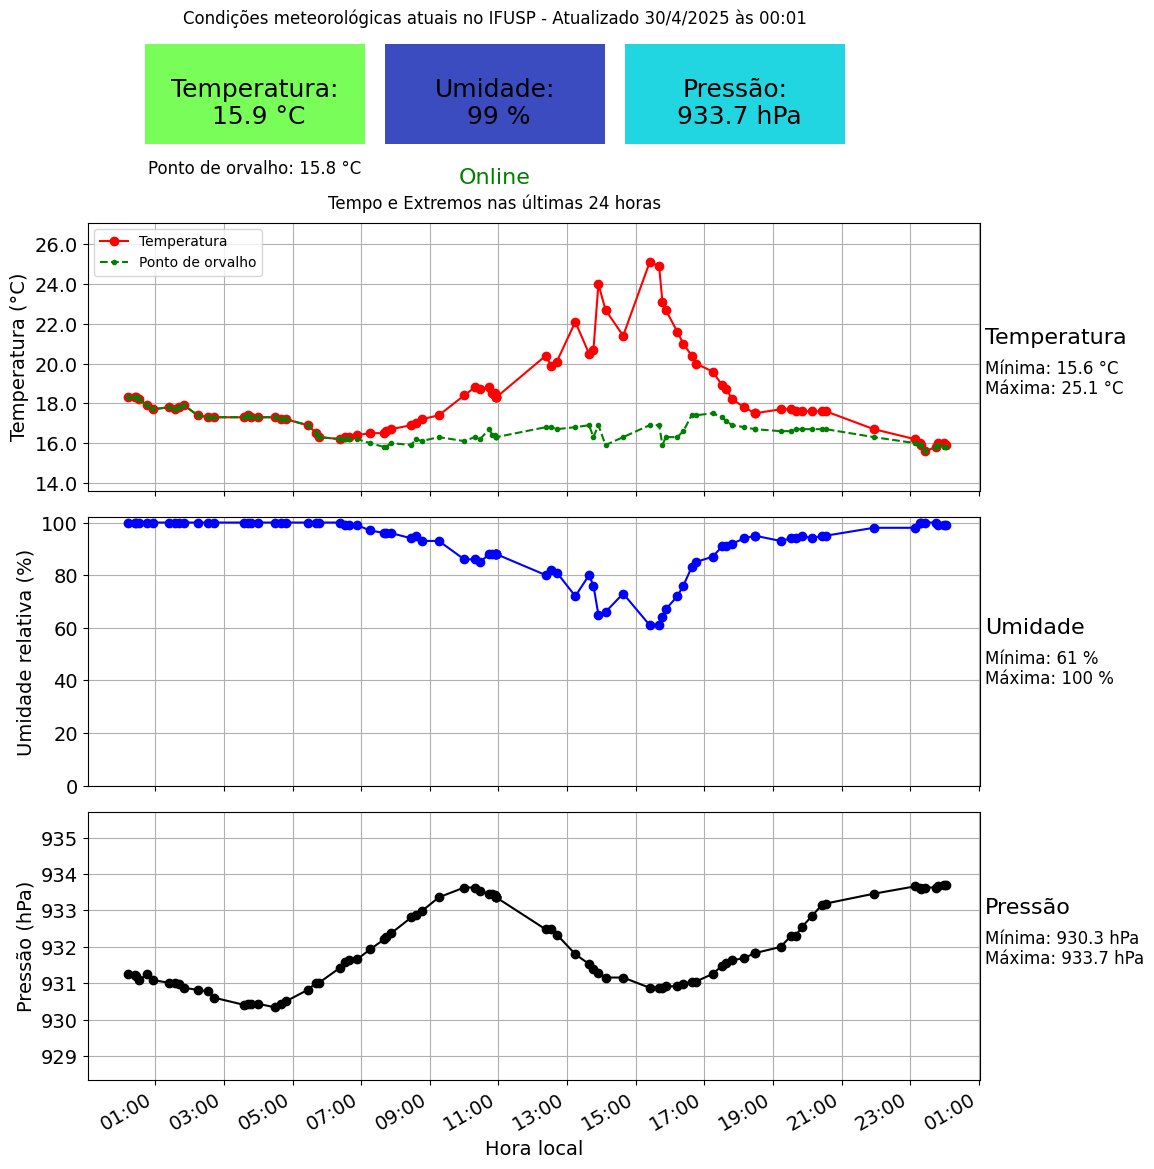 Condições meteorológicas atuais no IFUSP - Atualizado 30/4/2025 às 00:01
Temperatura:
15.9 °C
Umidade:
99 %
Pressão:
933.7 hPa
Ponto de orvalho: 15.8 °C
Online
Tempo e Extremos nas últimas 24 horas
Temperatura (°C)
26.0
24.0
22.0
20.0
18.0
16.0
14.0
Temperatura
Ponto de orvalho
Temperatura
Mínima: 15.6 °C
Máxima: 25.1 °C
Umidade relativa (%)
100
80
60
40
20
0
Umidade
Mínima: 61 %
Máxima: 100 %
Pressão (hPa)
935
934
933
932
931
930
929
Pressão
Mínima: 930.3 hPa
Máxima: 933.7 hPa
01:00 03:00 05:00 07:00 09:00 11:00 13:00 15:00 17:00 19:00 21:00 23:00 01:00
Hora local